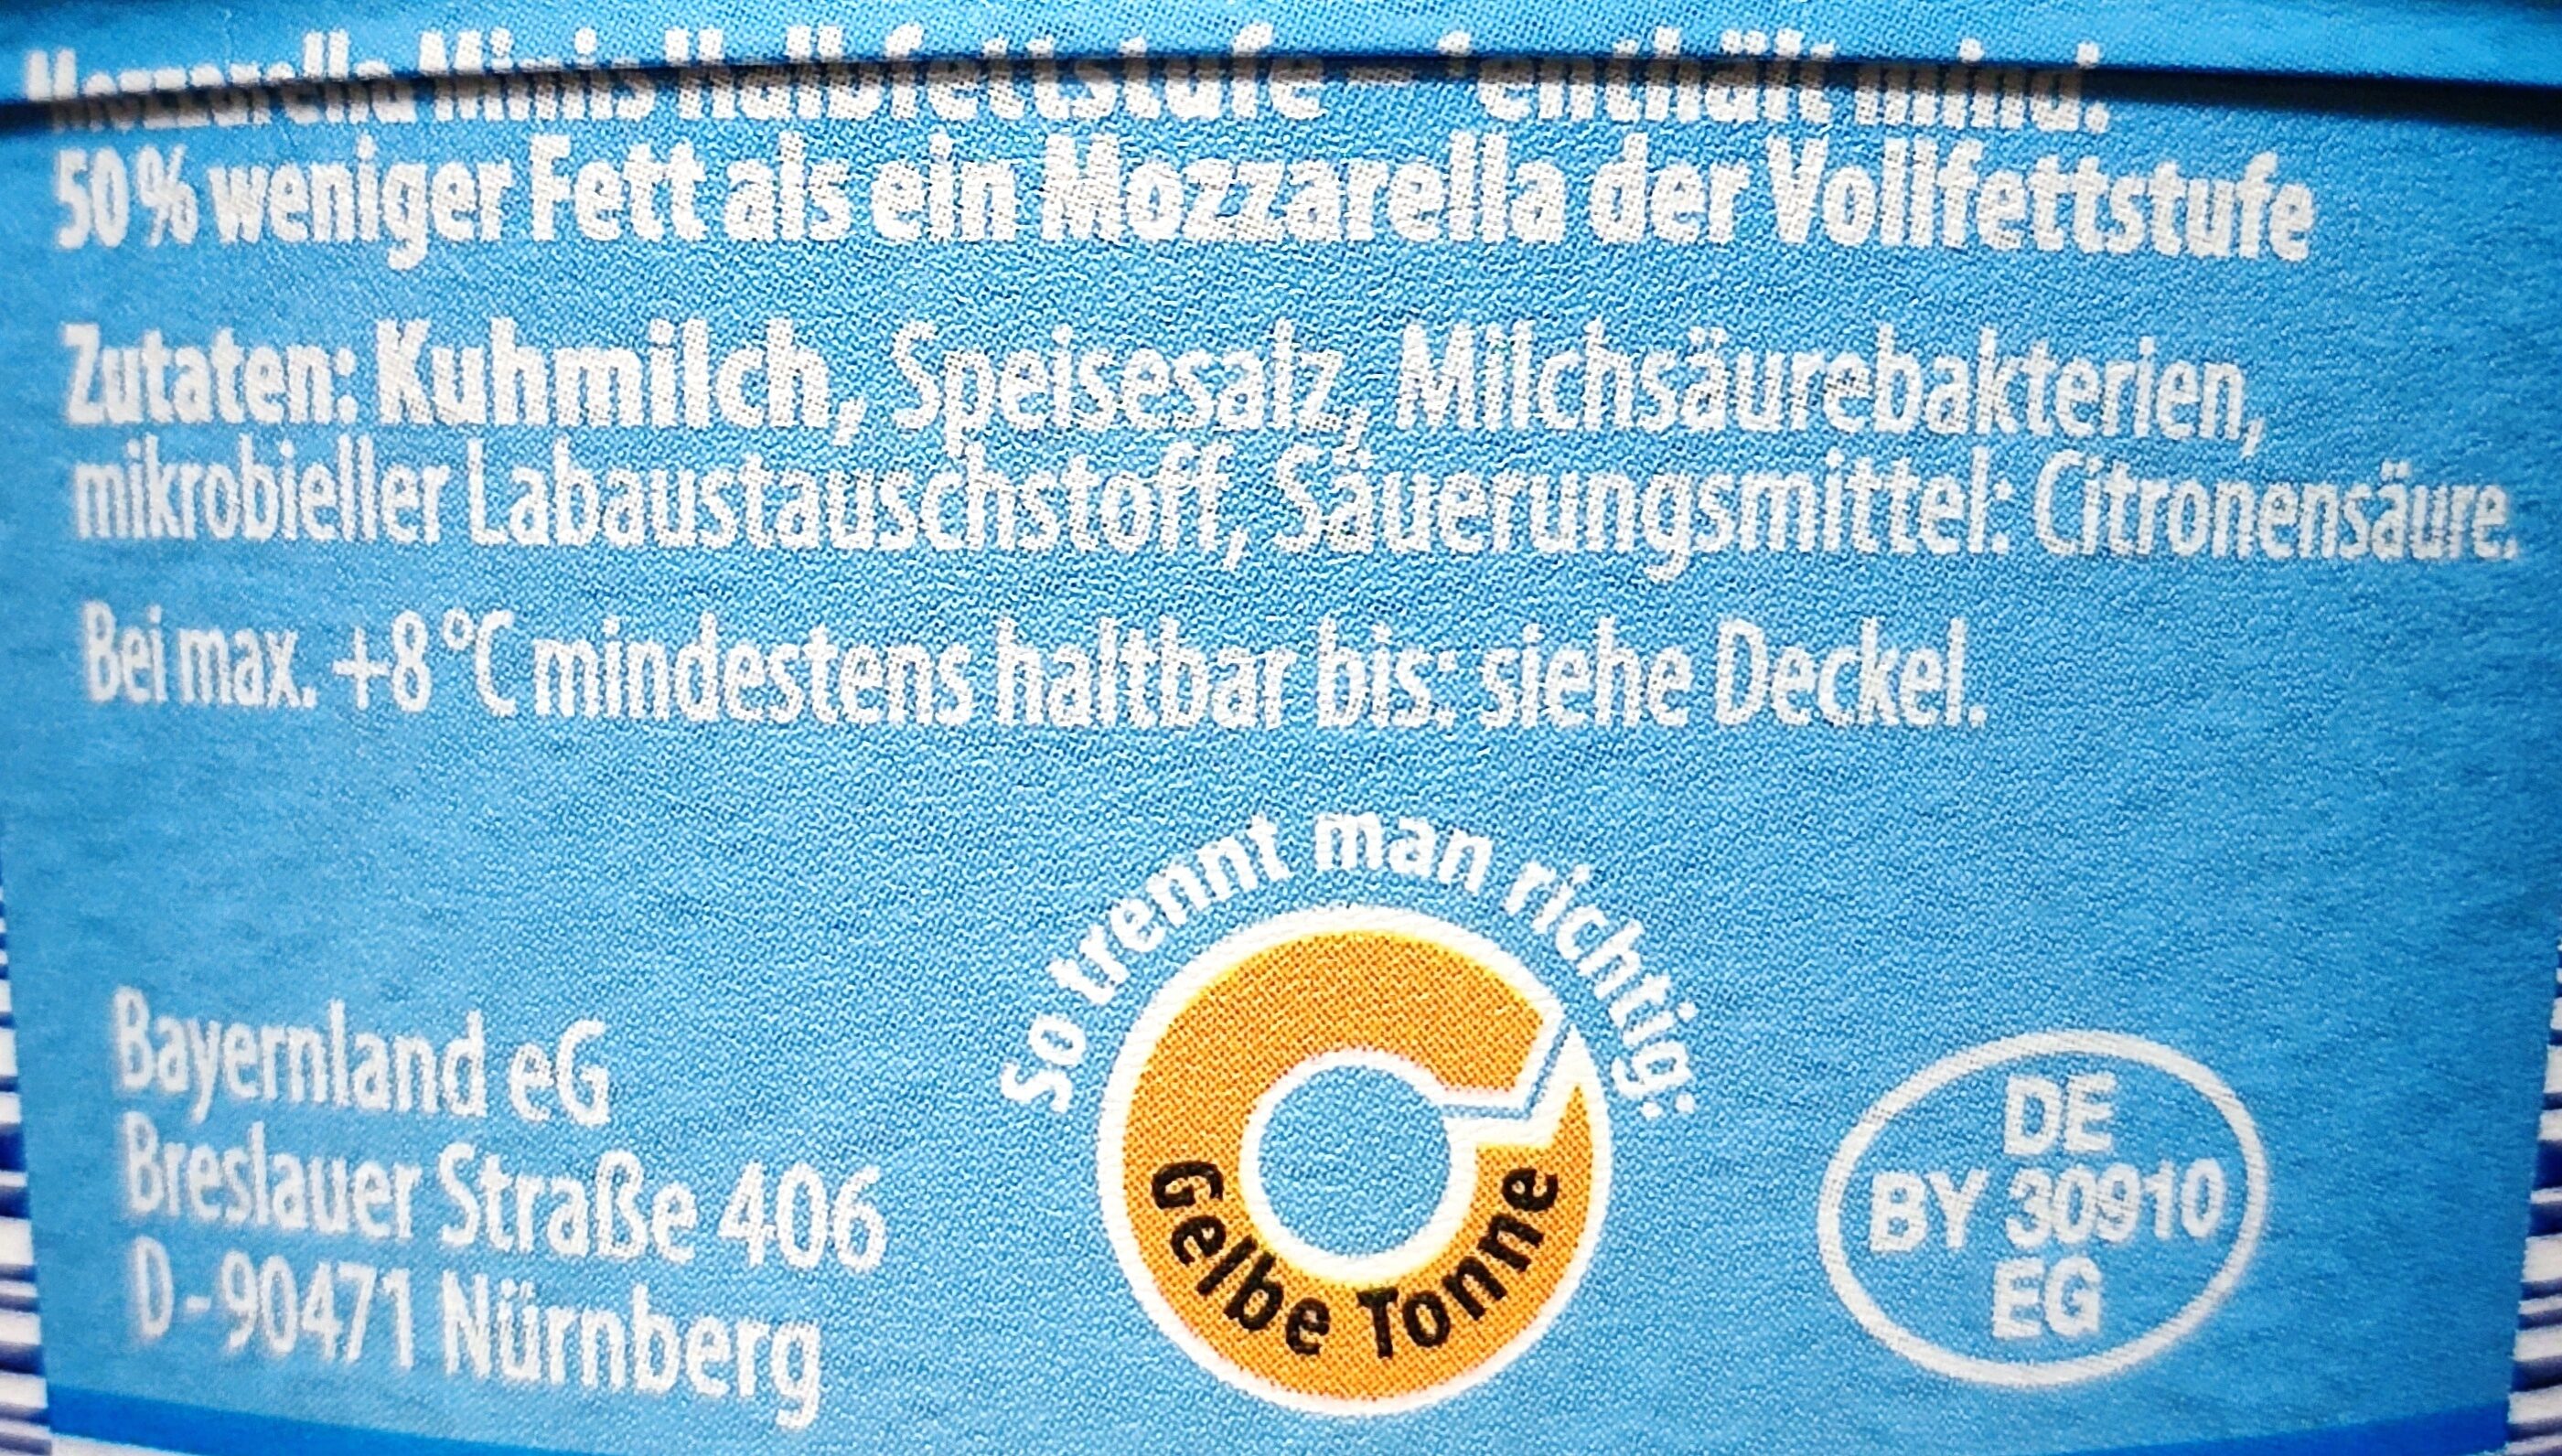 Mozzarella Minis Halbfettstufe – *enthält mind.
50 % weniger Fett als ein Mozzarella der Vollfettstufe
Zutaten: Kuhmilch, Speisesalz, Milchsäurebakterien,
mikrobieller Labaustauschstoff, Säuerungsmittel: Citronensäure.
Bei max. +8 °C mindestens haltbar bis: siehe Deckel.
So trennt man richtig:
Gelbe Tonne
Bayernland eG
Breslauer Straße 406
D-90471 Nürnberg
DE
BY 30910
EG